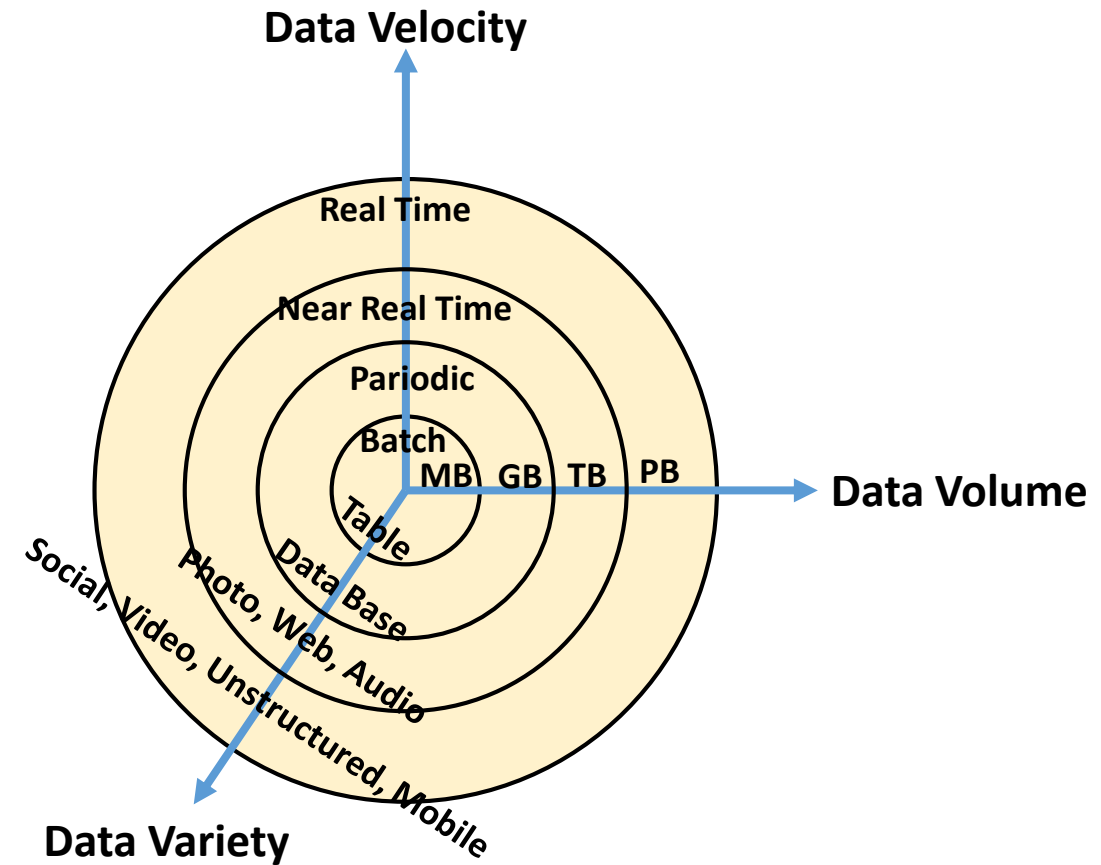 Data Velocity
Real Time
Near Real Time
Pariodic
Batch
MB GB TB PB
Data Volume
Table
Data Base
Photo, Web, Audio
Social, Video, Unstructured, Mobile
Data Variety